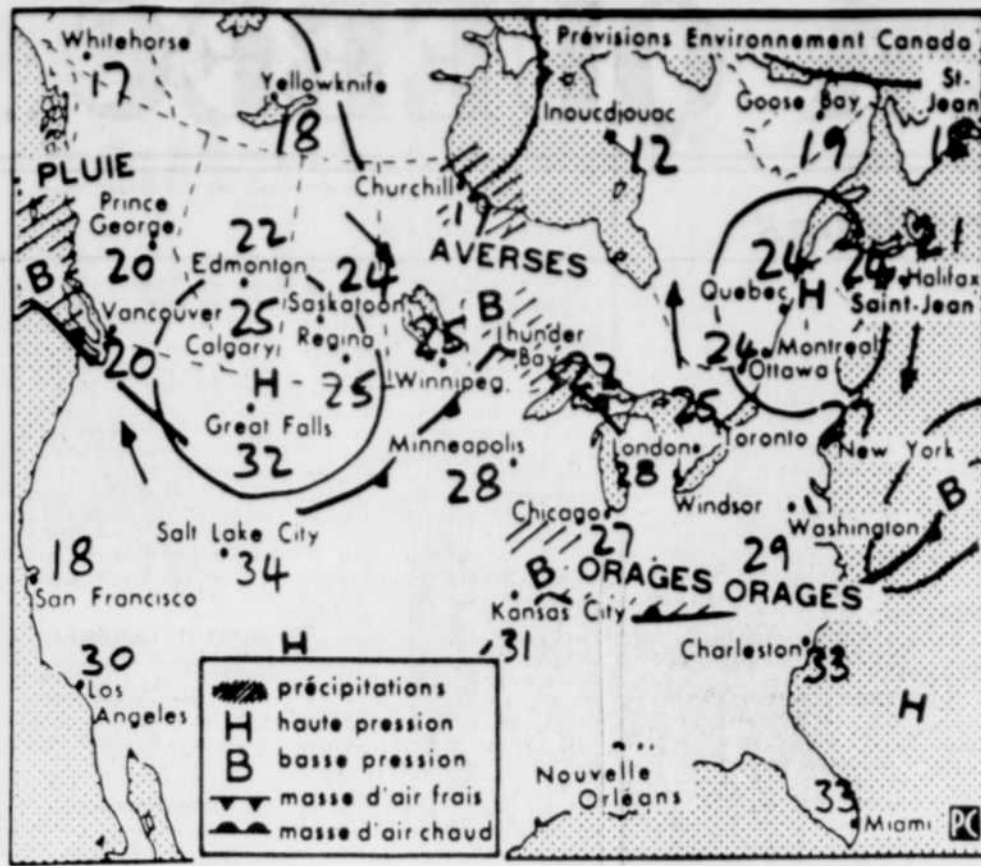 Whitehorse
17
Yellowknife
18
Prévisions Environnement Canada
Inoucdjouac
12
Goose Bay
19
St-
Jean
PLUIE
Prince
George
20
Churchill
17
AVERSES
22
Edmonton
24
Saskatoon
B
Vancouver
20
25
Calgary
Regina
25
H
Great Falls
32
25
Winnipeg
B
Thunder
Bay
22
24
Quebec
H
21
Halifax
Saint-Jean
24
Montreal
Ottawa
Minneapolis
28
London
28
Toronto
New York
Windsor
Chicago
27
Washington
29
B
Salt Lake City
34
18
San Francisco
B
ORAGES ORAGES
Kansas City
31
Charleston
33
30
Los
Angeles
H
H
précipitations
H haute pression
B basse pression
masse d'air frais
masse d'air chaud
Nouvelle
Orléans
33
Miami
PC